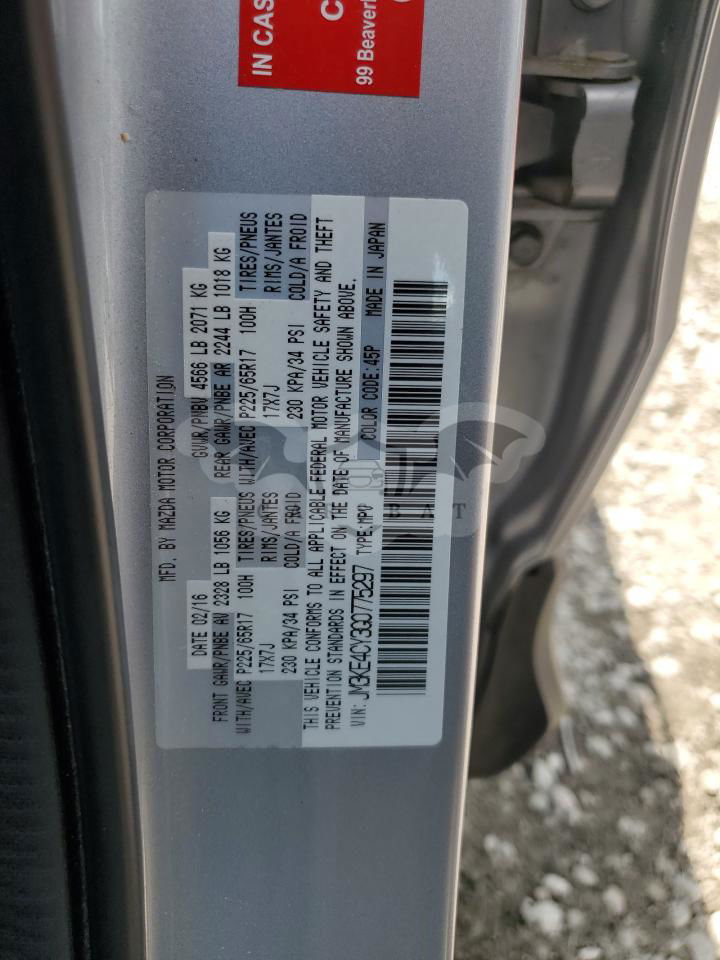 IN CAS
C
99 Beaverl
MFD. BY MAZDA MOTOR CORPORATION
DATE 02/16 GVWR/PNBV 4566 LB 2071 KG
FRONT GAWR/PNBE AV 2328 LB 1056 KG REAR GAWR/PNBE AR 2244 LB 1018 KG
WITH/AVEC P225/65R17 100H TIRES/PNEUS WITH/AVEC P225/65R17 100H TIRES/PNEUS
17X7J RIMS/JANTES 17X7J RIMS/JANTES
230 KPA/34 PSI COLD/A FROID 230 KPA/34 PSI COLD/A FROID
THIS VEHICLE CONFORMS TO ALL APPLICABLE FEDERAL MOTOR VEHICLE SAFETY AND THEFT
PREVENTION STANDARDS IN EFFECT ON THE DATE OF MANUFACTURE SHOWN ABOVE.
VIN: JM3KE4CY3G0775297 TYPE:MPV COLOR CODE:45P MADE IN JAPAN